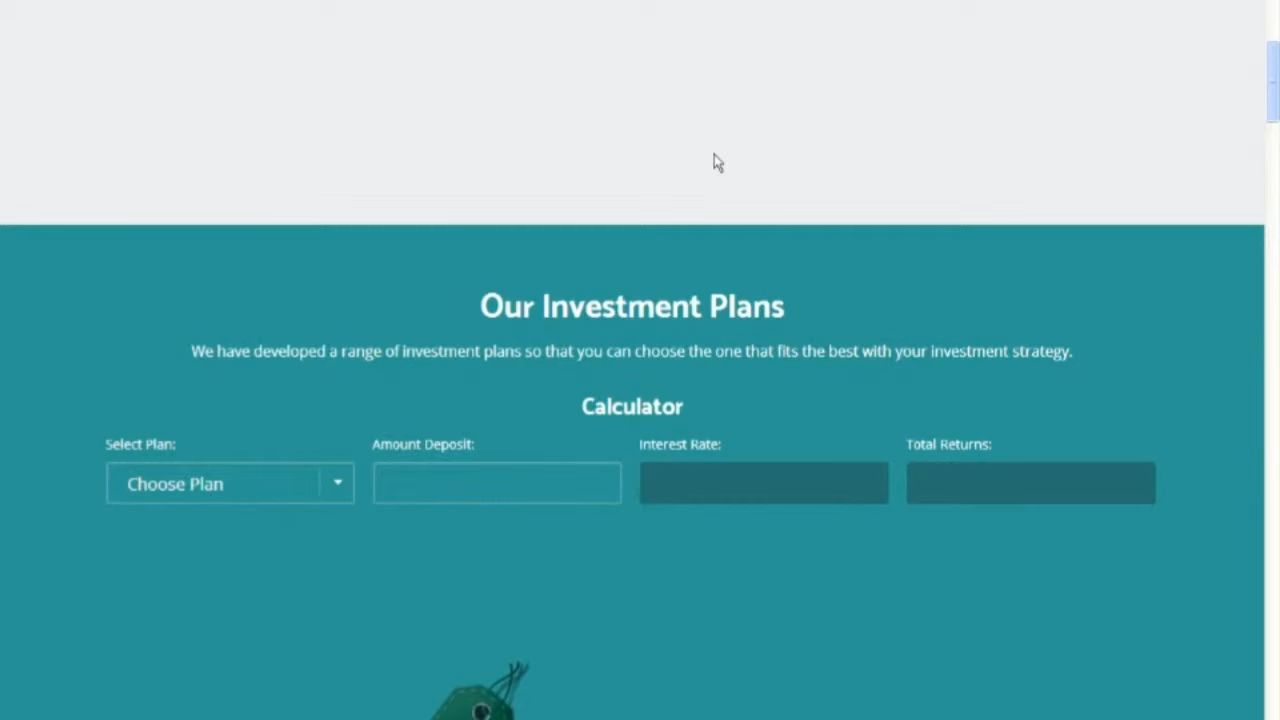 Our Investment Plans
We have developed a range of investment plans so that you can choose the one that fits the best with your investment strategy.
Calculator
Select Plan: Amount Deposit: Interest Rate: Total Returns:
Choose Plan